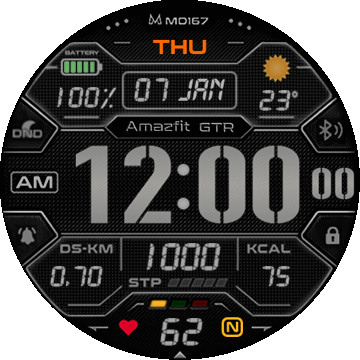 MD167
THU
BATTERY
100% 07 JAN 23°
Amazfit GTR
DND
AM 12:00 00
DS-KM 1000 KCAL
0.70 STP 75
62 N